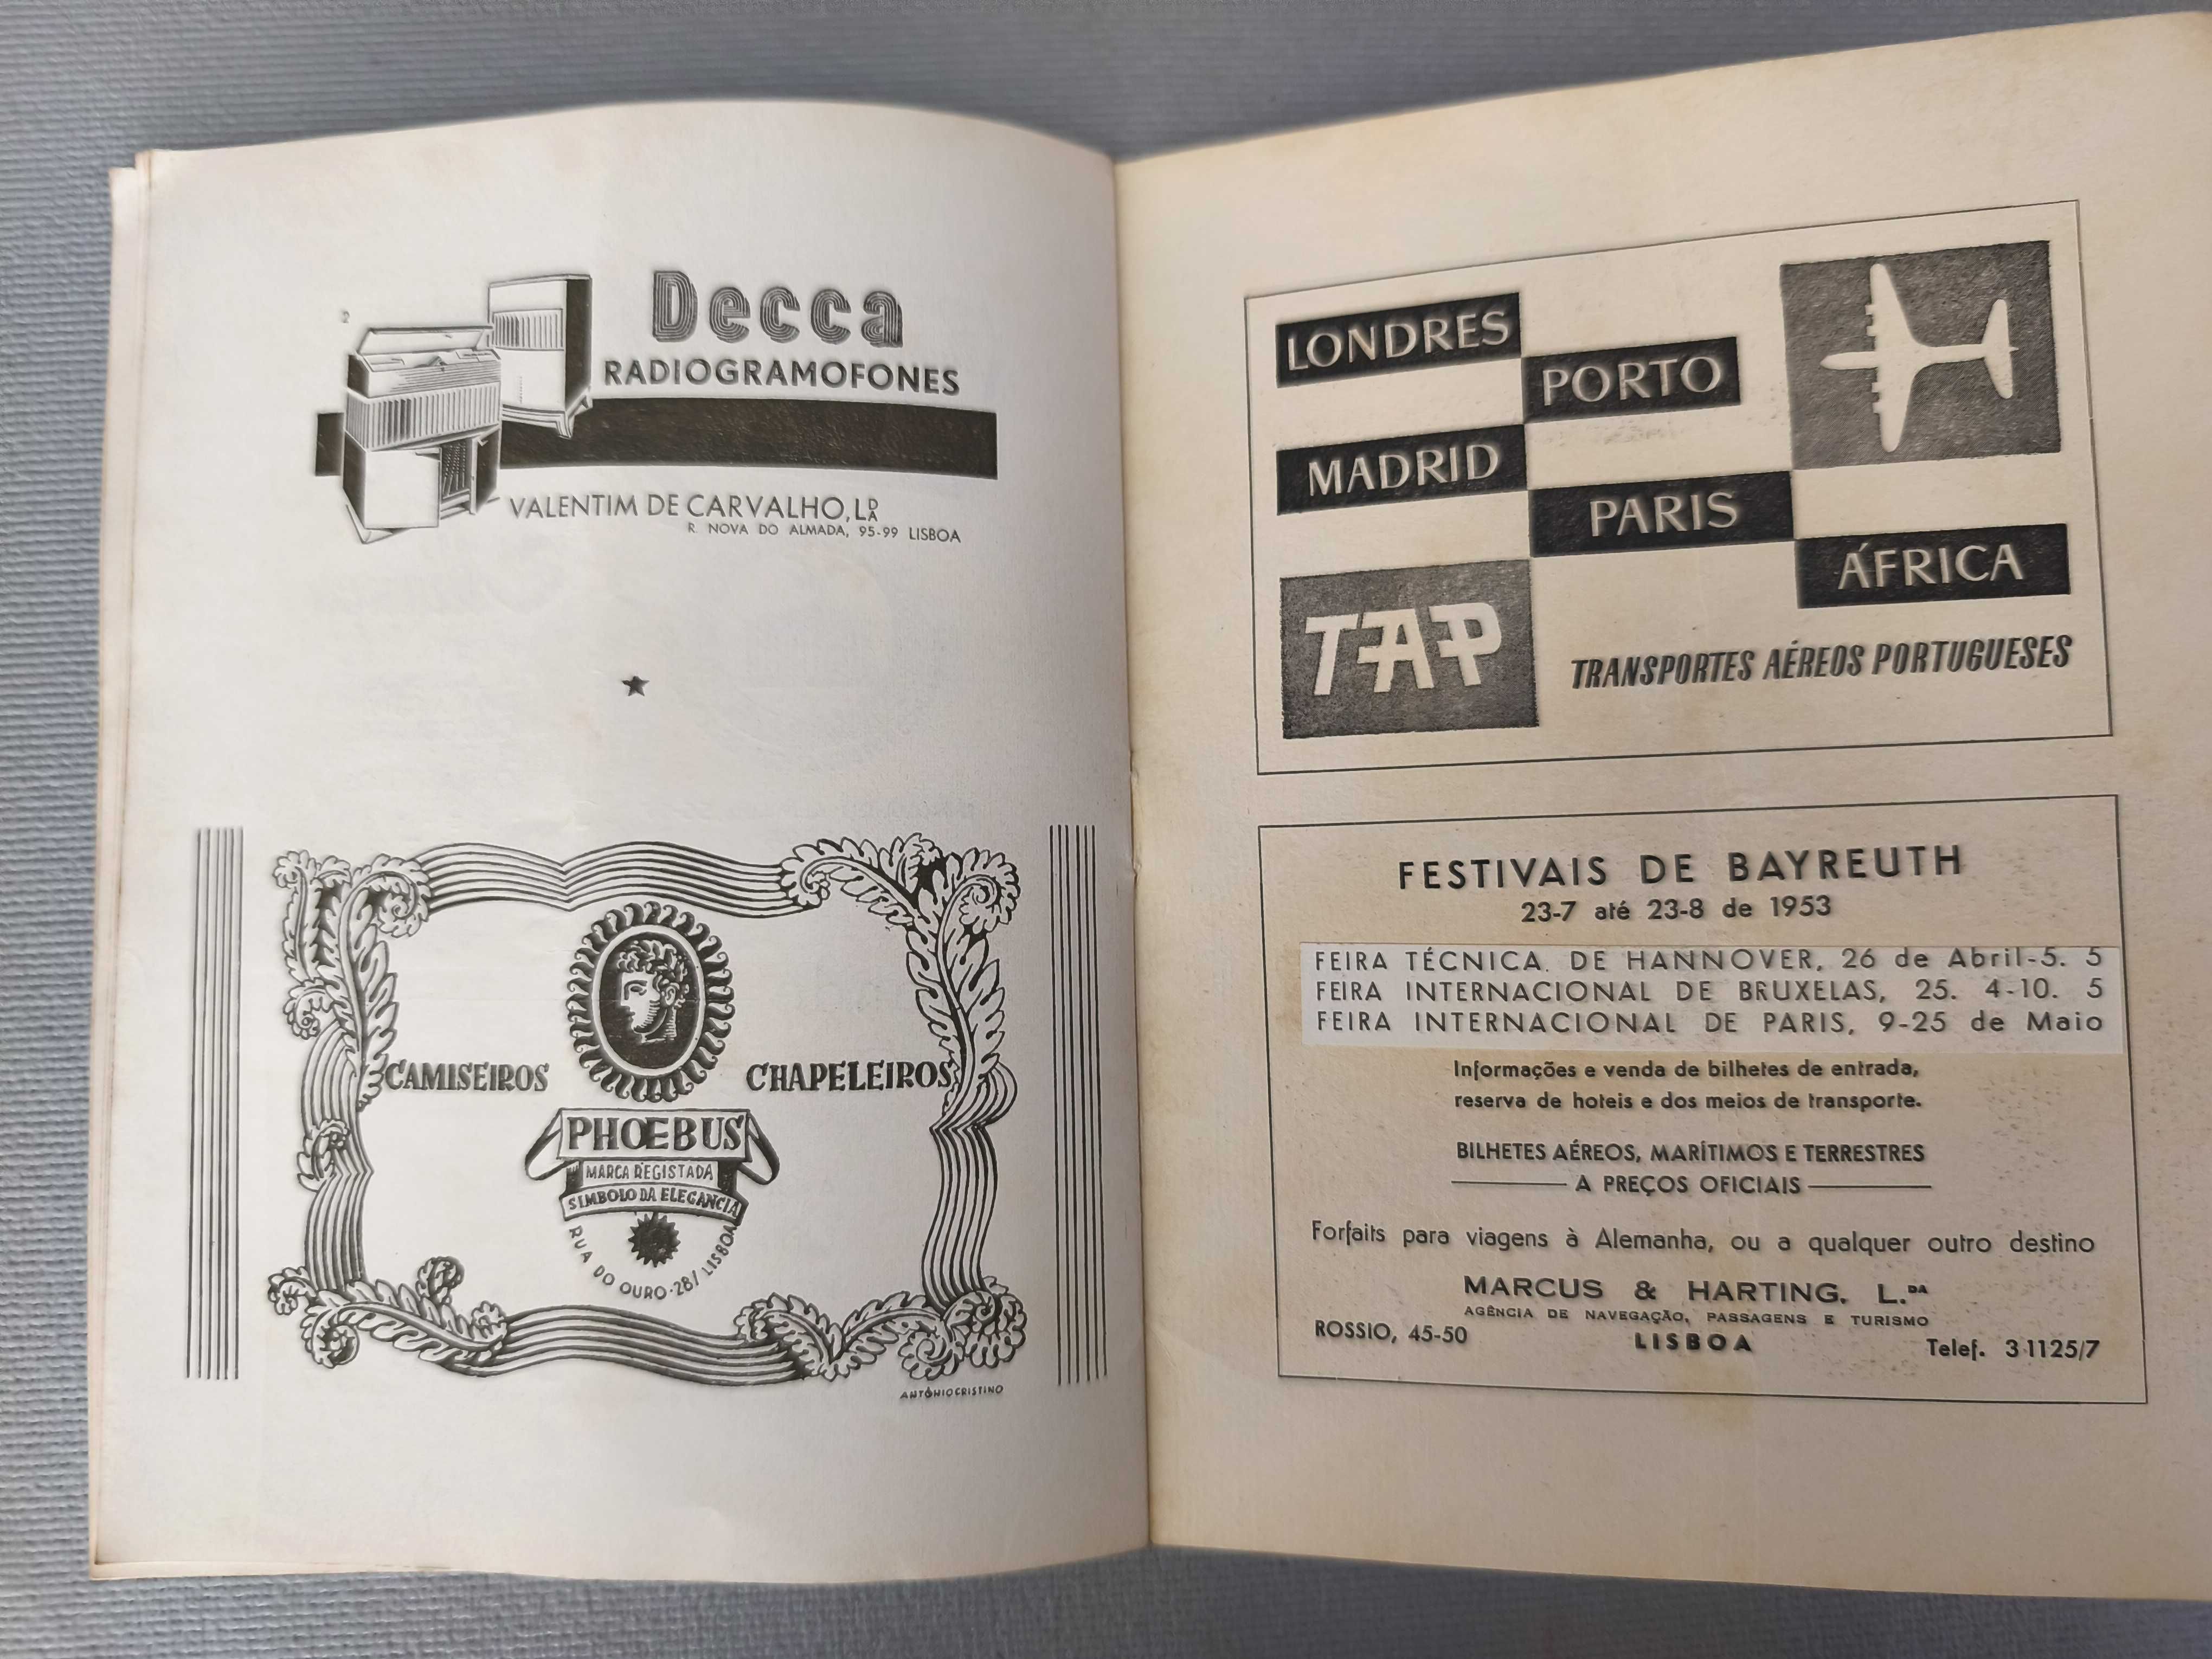 Decca
RADIOGRAMOFONES
VALENTIM DE CARVALHO, LDA
R. NOVA DO ALMADA, 95-99 LISBOA
CAMISEIROS CHAPELEIROS
PHOEBUS
MARCA REGISTADA
SIMBOLO DA ELEGANCIA
RUA DO OURO·287 LISBOA
ANTÓNIO CRISTINO
LONDRES
PORTO
MADRID
PARIS
ÁFRICA
TAP
TRANSPORTES AÉREOS PORTUGUESES
FESTIVAIS DE BAYREUTH
23-7 até 23-8 de 1953
FEIRA TÉCNICA. DE HANNOVER, 26 de Abril-5. 5
FEIRA INTERNACIONAL DE BRUXELAS, 25. 4-10. 5
FEIRA INTERNACIONAL DE PARIS, 9-25 de Maio
Informações e venda de bilhetes de entrada,
reserva de hoteis e dos meios de transporte.
BILHETES AÉREOS, MARÍTIMOS E TERRESTRES
A PREÇOS OFICIAIS
Forfaits para viagens à Alemanha, ou a qualquer outro destino
MARCUS & HARTING, L.DA
AGÊNCIA DE NAVEGAÇÃO, PASSAGENS E TURISMO
ROSSIO, 45-50 LISBOA Telef. 3 1125/7